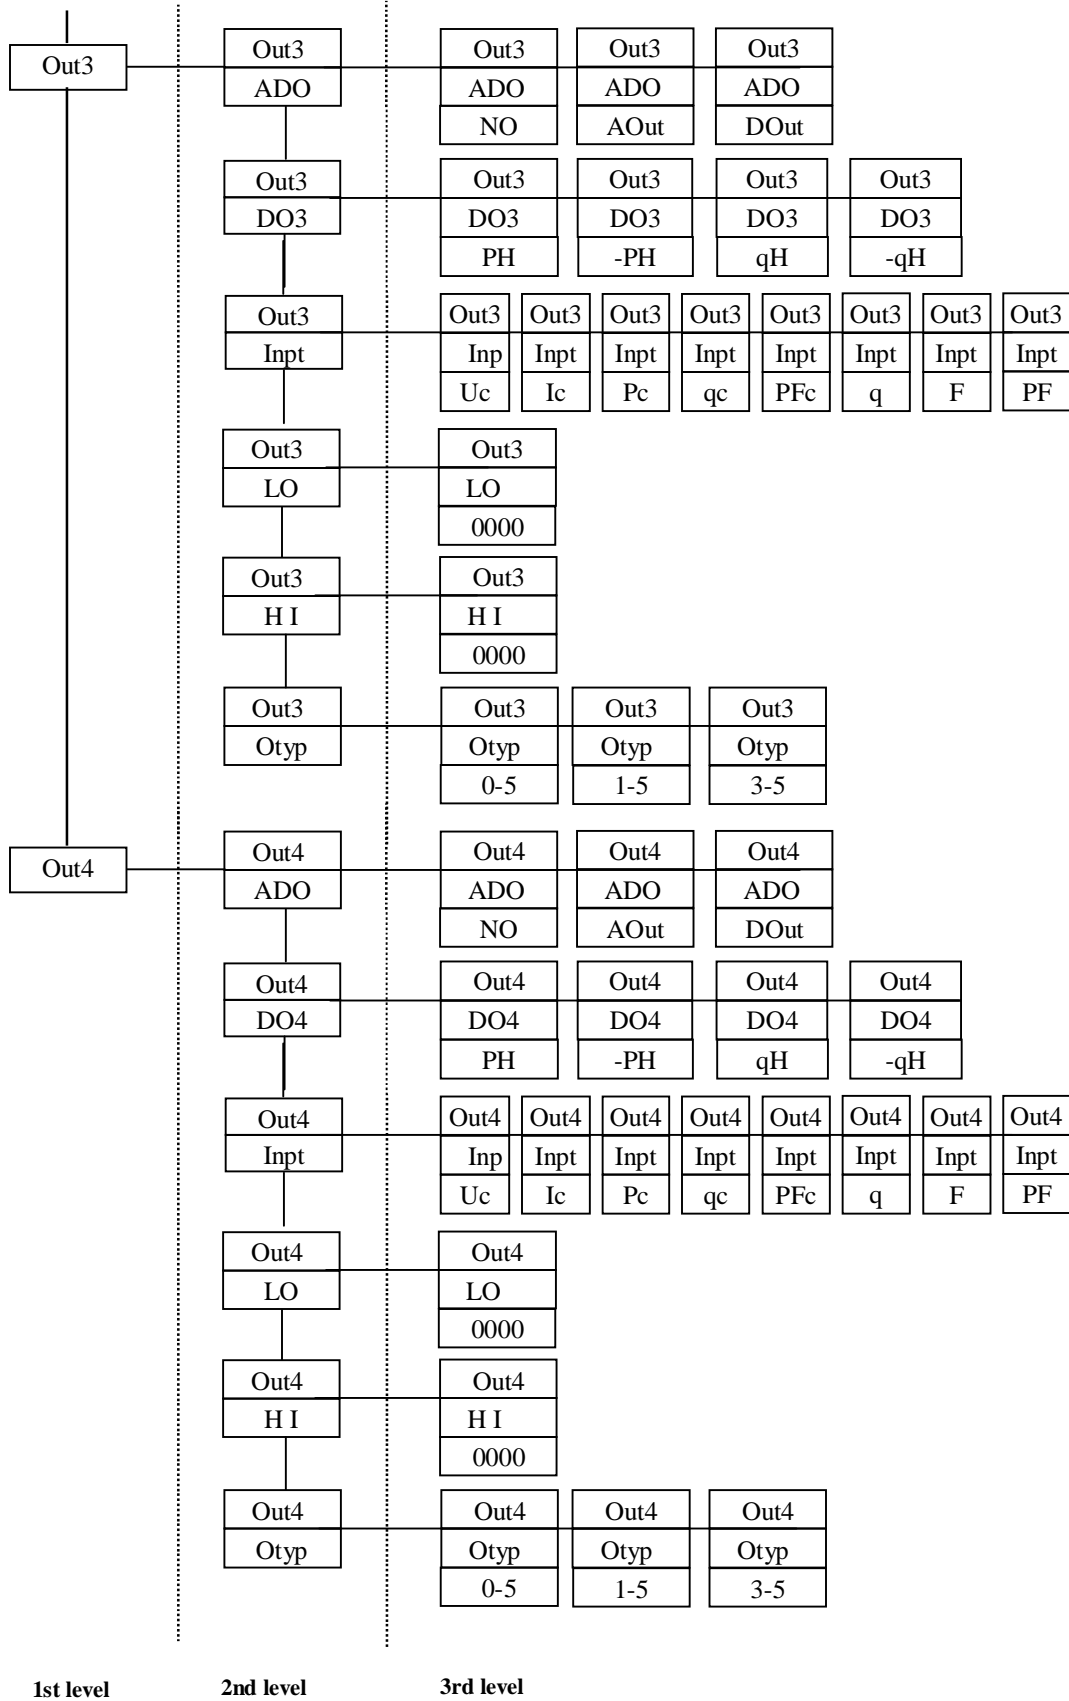 Out3 Out3 Out3 Out3 Out3
ADO ADO ADO ADO
NO AOut DOut
Out3 Out3 Out3 Out3 Out3
DO3 DO3 DO3 DO3 DO3
PH -PH qH -qH
Out3 Out3 Out3 Out3 Out3 Out3 Out3 Out3 Out3
Inpt Inp Inpt Inpt Inpt Inpt Inpt Inpt Inpt
Uc Ic Pc qc PFc q F PF
Out3 Out3
LO LO
0000
Out3 Out3
H I H I
0000
Out3 Out3 Out3 Out3
Otyp Otyp Otyp Otyp
0-5 1-5 3-5
Out4 Out4 Out4 Out4 Out4
ADO ADO ADO ADO
NO AOut DOut
Out4 Out4 Out4 Out4 Out4
DO4 DO4 DO4 DO4 DO4
PH -PH qH -qH
Out4 Out4 Out4 Out4 Out4 Out4 Out4 Out4 Out4
Inpt Inp Inpt Inpt Inpt Inpt Inpt Inpt Inpt
Uc Ic Pc qc PFc q F PF
Out4 Out4
LO LO
0000
Out4 Out4
H I H I
0000
Out4 Out4 Out4 Out4
Otyp Otyp Otyp Otyp
0-5 1-5 3-5
1st level 2nd level 3rd level